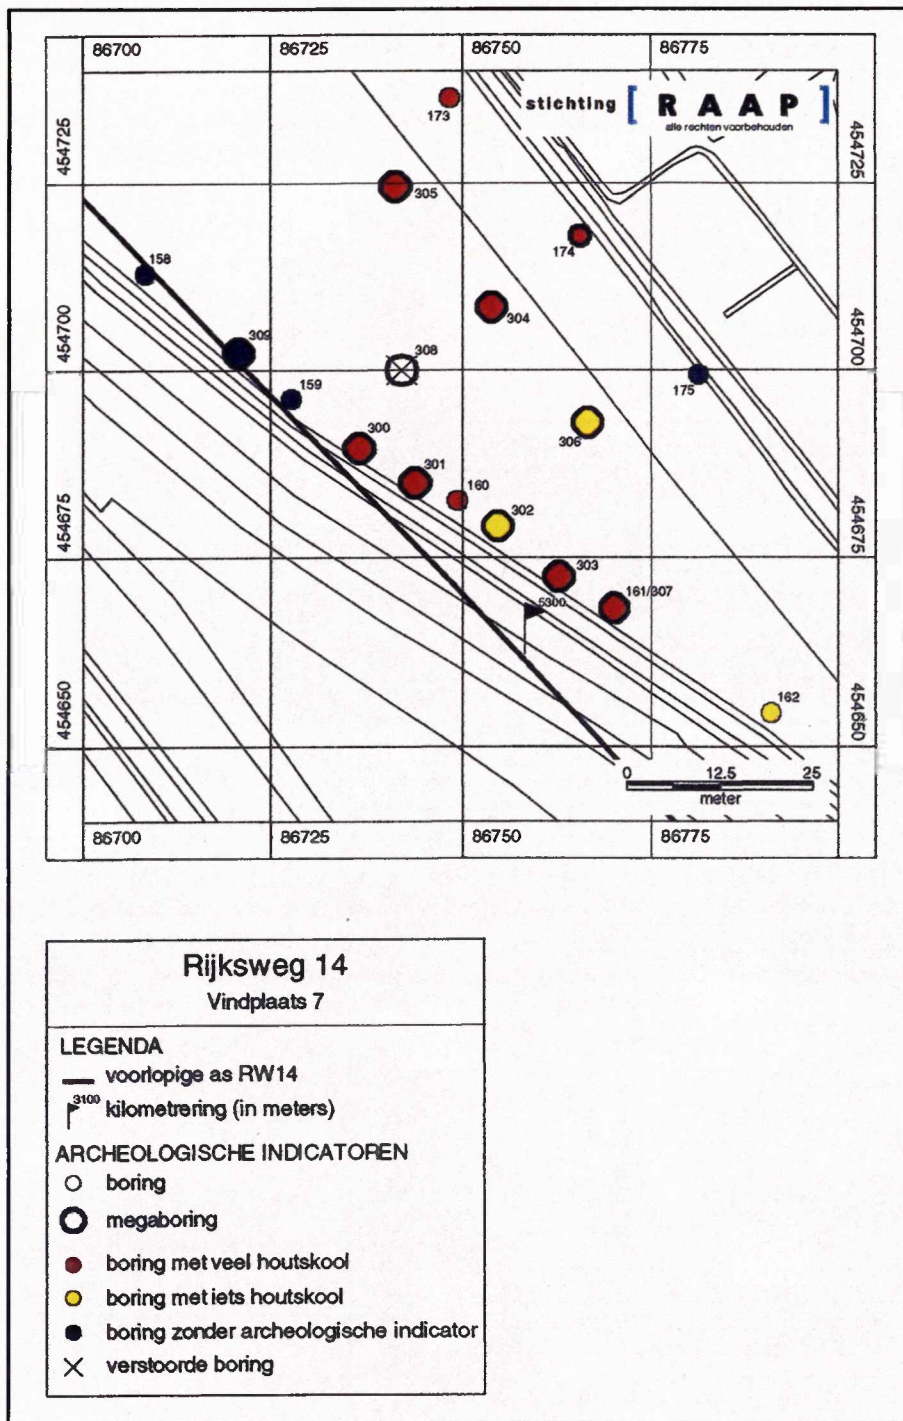 86700 86725 86750 86775
stichting [ R A A P ]
alle rechten voorbehouden
173
454725 454725
305
174
158
304
309
308
454700 454700
159
175
306
300
301
160
302
454675 454675
303
161/307
5300
162
454650 454650
0 12.5 25
meter
86700 86725 86750 86775
Rijksweg 14
Vindplaats 7
LEGENDA
voorlopige as RW14
3100 kilometrering (in meters)
ARCHEOLOGISCHE INDICATOREN
boring
megaboring
boring met veel houtskool
boring met iets houtskool
boring zonder archeologische indicator
verstoorde boring